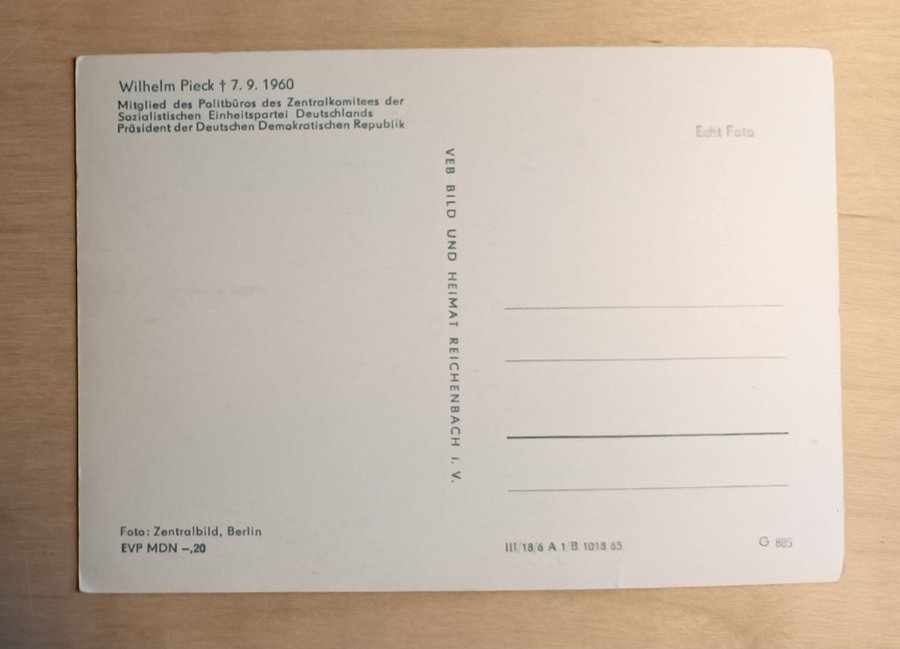 Wilhelm Pieck † 7. 9. 1960
Mitglied des Politbüros des Zentralkomitees der
Sozialistischen Einheitspartei Deutschlands
Präsident der Deutschen Demokratischen Republik
Echt Foto
VEB BILD UND HEIMAT REICHENBACH i. V.
Foto: Zentralbild, Berlin
EVP MDN –,20
III/18/6 A 1/B 1018 65
G 885